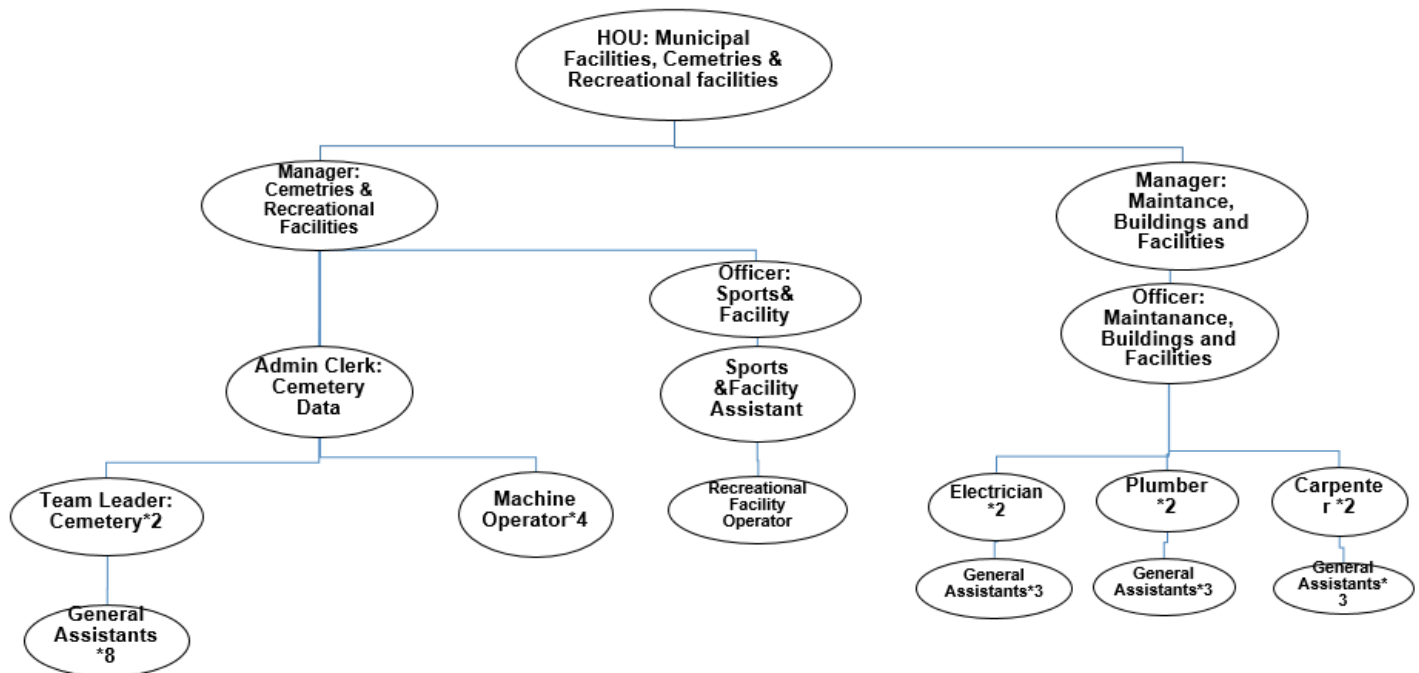 HOU: Municipal
Facilities, Cemetries &
Recreational facilities
Manager:
Cemetries &
Recreational
Facilities
Manager:
Maintance,
Buildings and
Facilities
Officer:
Sports&
Facility
Officer:
Maintanance,
Buildings and
Facilities
Admin Clerk:
Cemetery
Data
Sports
&Facility
Assistant
Team Leader:
Cemetery*2
Machine
Operator*4
Recreational
Facility
Operator
Electrician
*2
Plumber
*2
Carpente
r *2
General
Assistants
*8
General
Assistants*3
General
Assistants*3
General
Assistants*
3